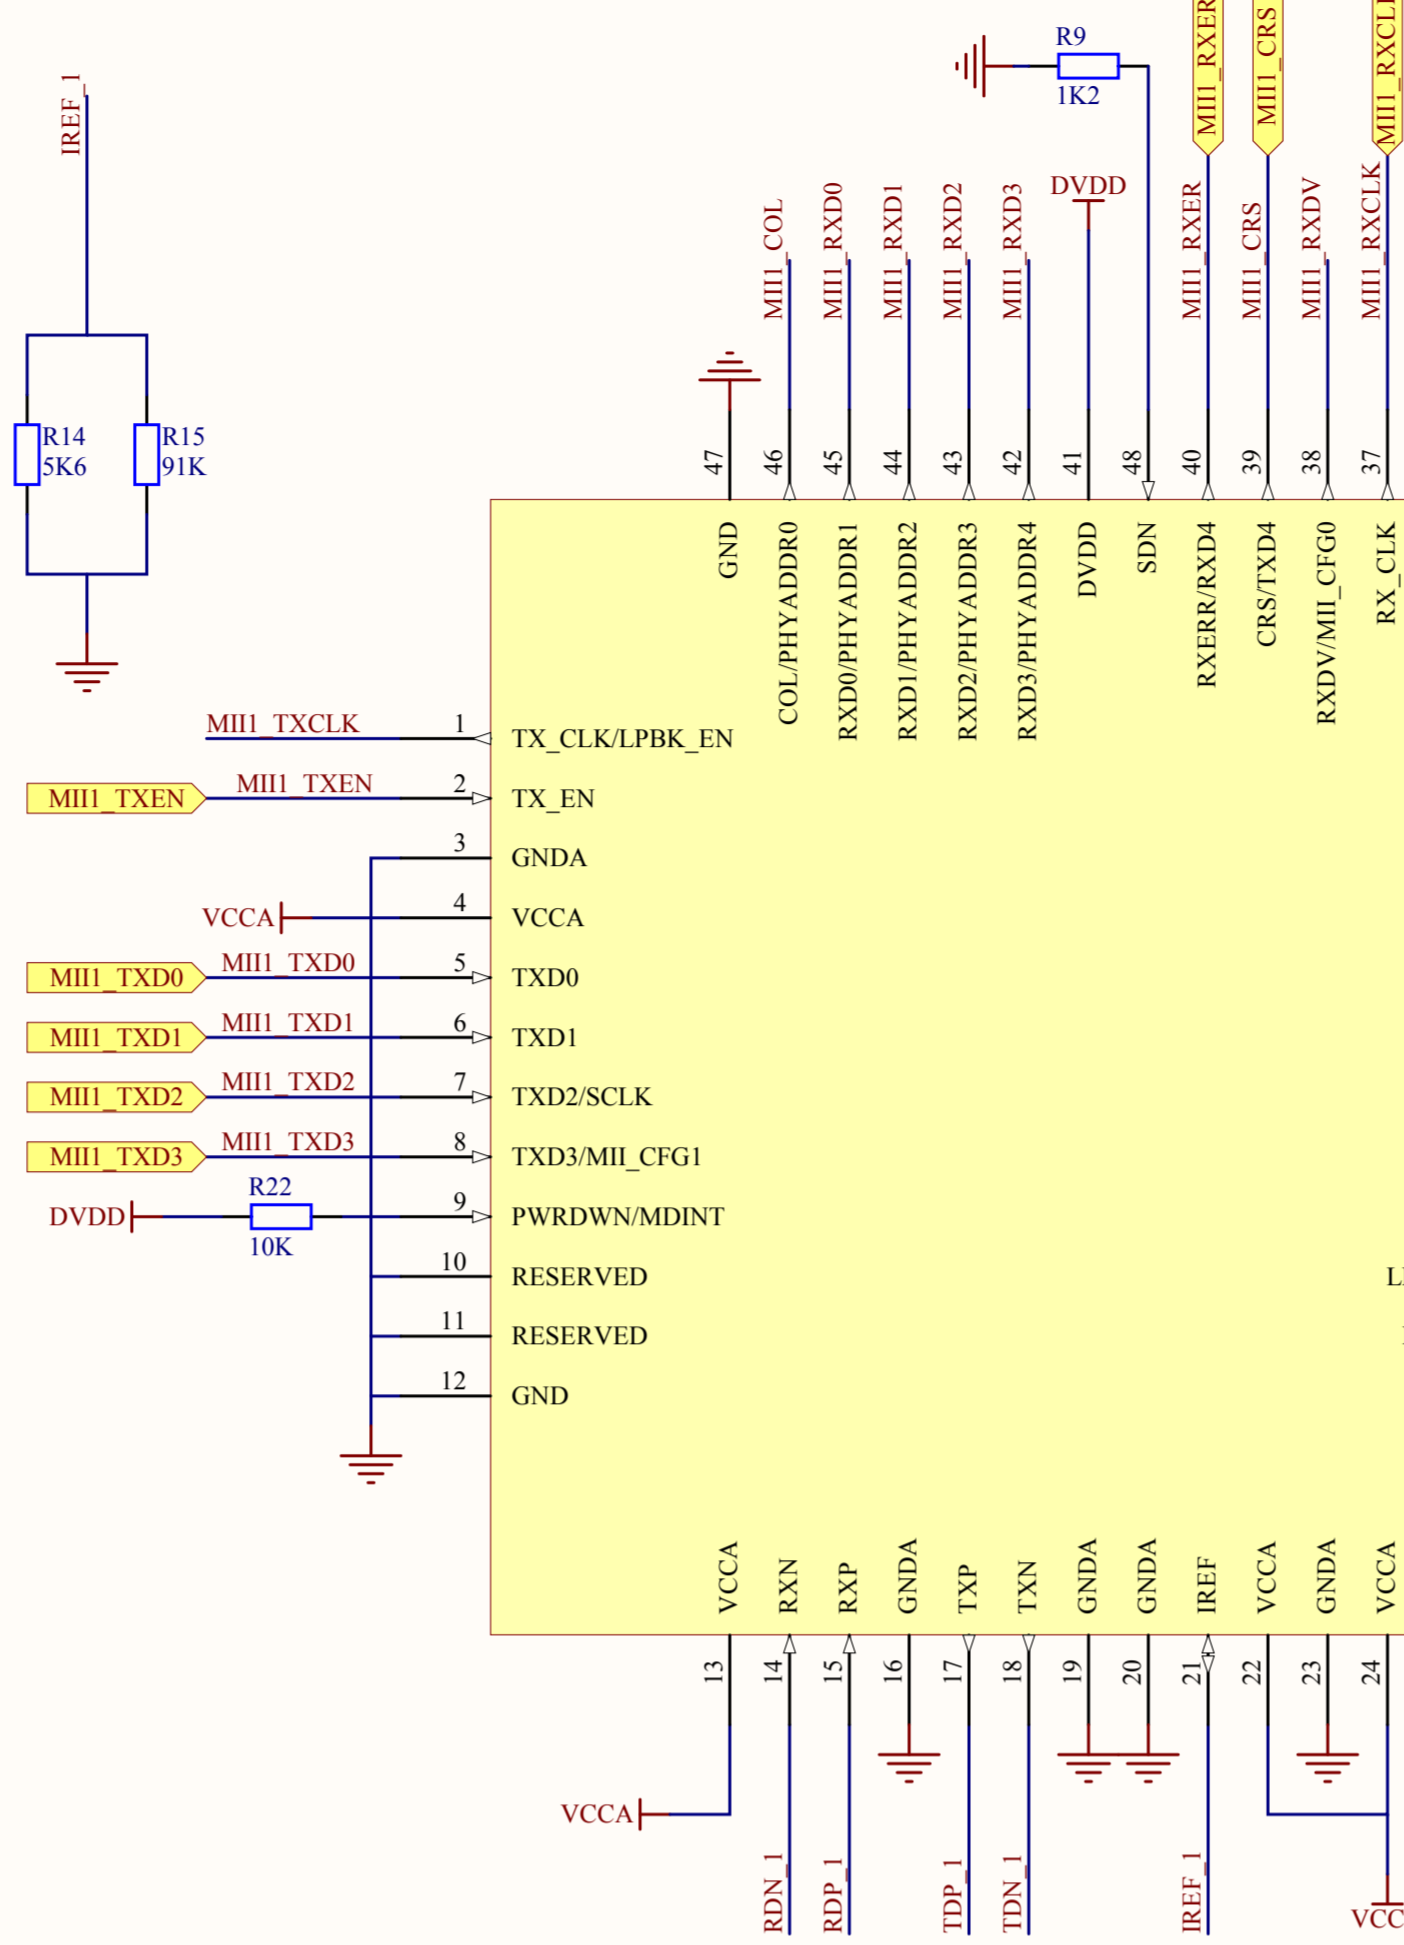 IREF_1
R14
5K6
R15
91K
R9
1K2
DVDD
MII1_CRS
MII1_COL
MII1_RXD0
MII1_RXD1
MII1_RXD2
MII1_RXD3
MII1_RXER
MII1_RXER
MII1_CRS
MII1_RXDV
MII1_RXCLK
47
46
45
44
43
42
41
48
40
39
38
37
GND
COL/PHYADDR0
RXD0/PHYADDR1
RXD1/PHYADDR2
RXD2/PHYADDR3
RXD3/PHYADDR4
DVDD
SDN
RXERR/RXD4
CRS/TXD4
RXDV/MII_CFG0
RX_CLK
MII1_TXCLK 1 TX_CLK/LPBK_EN
MII1_TXEN MII1_TXEN 2 TX_EN
3 GNDA
VCCA 4 VCCA
MII1_TXD0 MII1_TXD0 5 TXD0
MII1_TXD1 MII1_TXD1 6 TXD1
MII1_TXD2 MII1_TXD2 7 TXD2/SCLK
MII1_TXD3 MII1_TXD3 8 TXD3/MII_CFG1
R22
DVDD 9 PWRDWN/MDINT
10K
10 RESERVED
11 RESERVED
12 GND
VCCA
RXN
RXP
GNDA
TXP
TXN
GNDA
GNDA
IREF
VCCA
GNDA
VCCA
13
14
15
16
17
18
19
20
21
22
23
24
VCCA
RDN_1
RDP_1
TDP_1
TDN_1
IREF_1
VCC